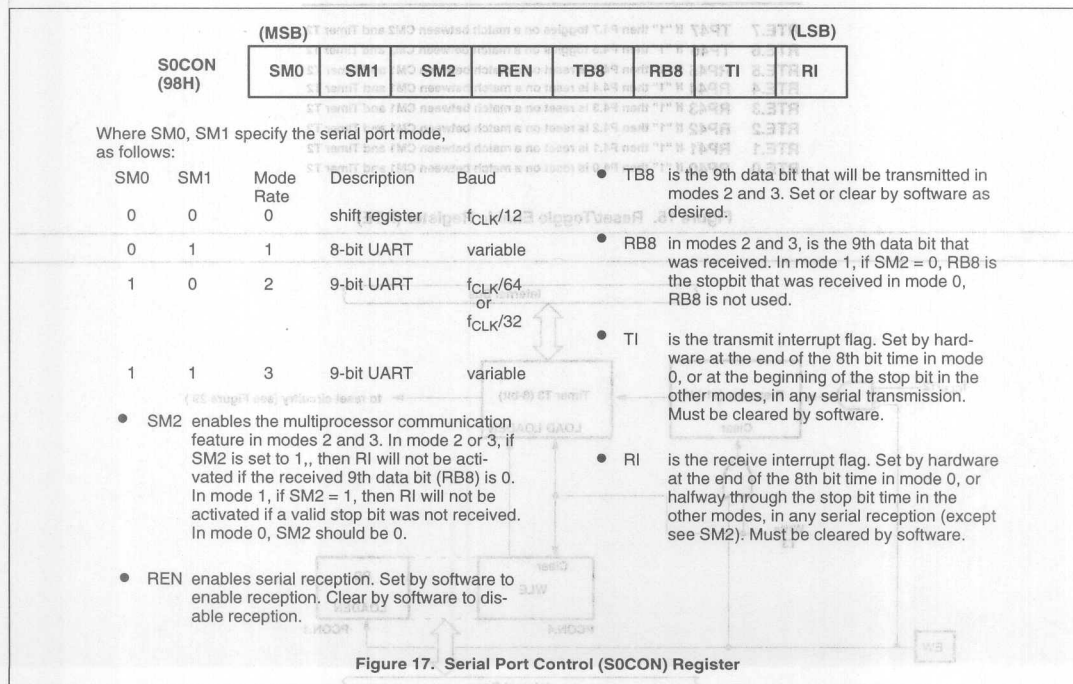 (MSB) (LSB)
S0CON SM0 SM1 SM2 REN TB8 RB8 TI RI
(98H)
Where SM0, SM1 specify the serial port mode,
as follows:
SM0 SM1 Mode Description Baud
Rate
0 0 0 shift register fCLK/12
0 1 1 8-bit UART variable
1 0 2 9-bit UART fCLK/64
or
fCLK/32
1 1 3 9-bit UART variable
• SM2 enables the multiprocessor communication
feature in modes 2 and 3. In mode 2 or 3, if
SM2 is set to 1,, then RI will not be acti-
vated if the received 9th data bit (RB8) is 0.
In mode 1, if SM2 = 1, then RI will not be
activated if a valid stop bit was not received.
In mode 0, SM2 should be 0.
• REN enables serial reception. Set by software to
enable reception. Clear by software to dis-
able reception.
• TB8 is the 9th data bit that will be transmitted in
modes 2 and 3. Set or clear by software as
desired.
• RB8 in modes 2 and 3, is the 9th data bit that
was received. In mode 1, if SM2 = 0, RB8 is
the stopbit that was received in mode 0,
RB8 is not used.
• TI is the transmit interrupt flag. Set by hard-
ware at the end of the 8th bit time in mode
0, or at the beginning of the stop bit in the
other modes, in any serial transmission.
Must be cleared by software.
• RI is the receive interrupt flag. Set by hardware
at the end of the 8th bit time in mode 0, or
halfway through the stop bit time in the
other modes, in any serial reception (except
see SM2). Must be cleared by software.
Figure 17. Serial Port Control (S0CON) Register